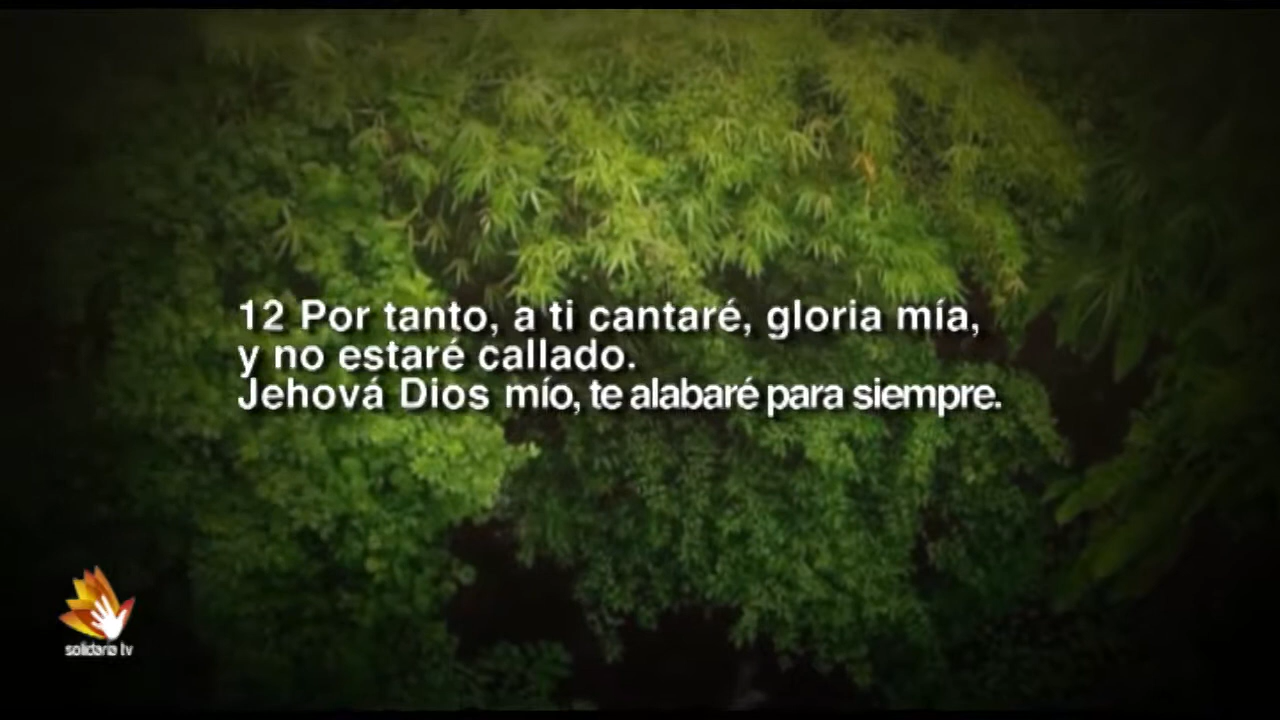 12 Por tanto, a ti cantaré, gloria mía,
y no estaré callado.
Jehová Dios mío, te alabaré para siempre.
solidaria tv